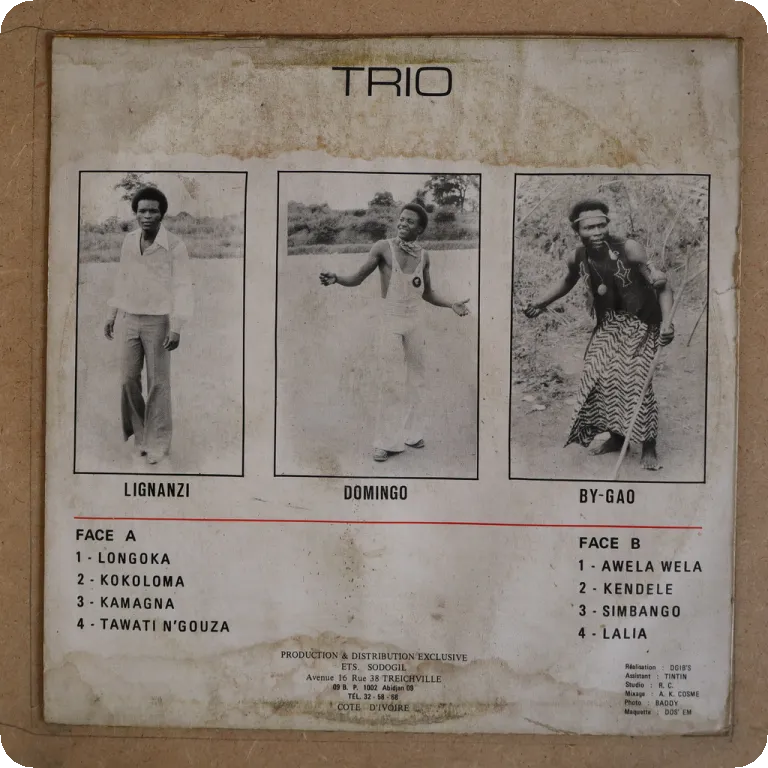 TRIO
LIGNANZI
DOMINGO
BY-GAO
FACE A
1 - LONGOKA
2 - KOKOLOMA
3 - KAMAGNA
4 - TAWATI N'GOUZA
FACE B
1 - AWELA WELA
2 - KENDELE
3 - SIMBANGO
4 - LALIA
PRODUCTION & DISTRIBUTION EXCLUSIVE
ETS. SODOGIL
Avenue 16 Rue 38 TREICHVILLE
09 B. P. 1002 Abidjan 09
TÉL. 32 - 58 - 88
COTE D'IVOIRE
Réalisation :
Assistant : TINTIN
Studio : R. C.
Mixage : A. K. COSME
Photo : BADDY
Maquette : DOS' EM